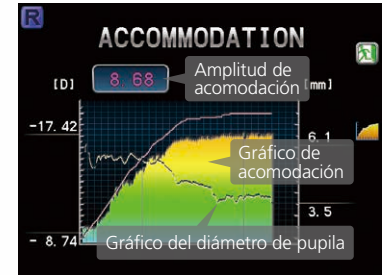 R
ACCOMMODATION
[D]
8.68
Amplitud de
acomodación
[mm]
-17.42
6.1
Gráfico de
acomodación
3.5
- 8.74
Gráfico del diámetro de pupila